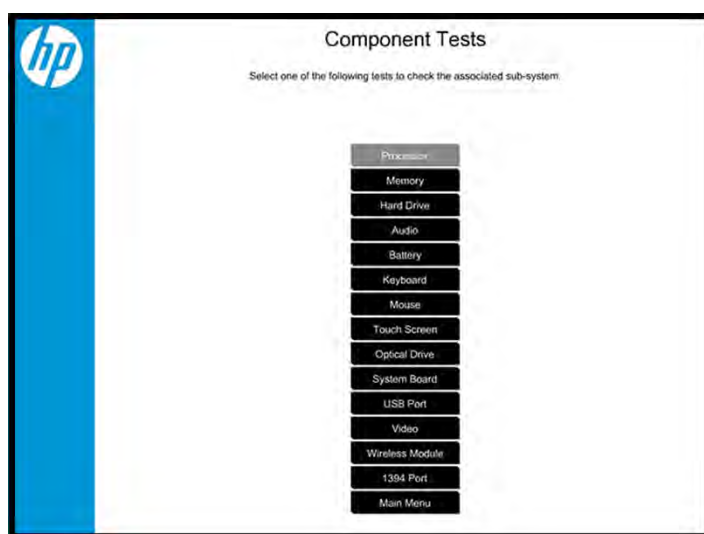 hp
Component Tests
Select one of the following tests to check the associated sub-system
Processor
Memory
Hard Drive
Audio
Battery
Keyboard
Mouse
Touch Screen
Optical Drive
System Board
USB Port
Video
Wireless Module
1394 Port
Main Menu